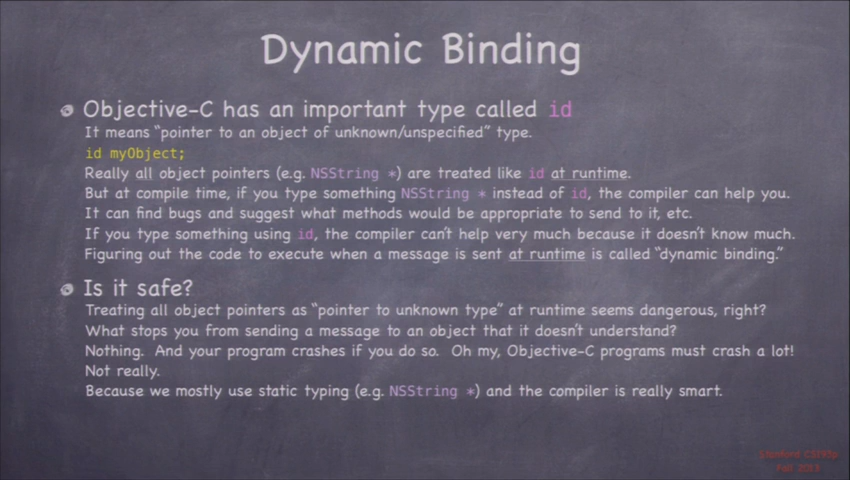 Dynamic Binding
Objective-C has an important type called id
It means “pointer to an object of unknown/unspecified” type.
id myObject;
Really all object pointers (e.g. NSString *) are treated like id at runtime.
But at compile time, if you type something NSString * instead of id, the compiler can help you.
It can find bugs and suggest what methods would be appropriate to send to it, etc.
If you type something using id, the compiler can’t help very much because it doesn’t know much.
Figuring out the code to execute when a message is sent at runtime is called “dynamic binding.”
Is it safe?
Treating all object pointers as “pointer to unknown type” at runtime seems dangerous, right?
What stops you from sending a message to an object that it doesn’t understand?
Nothing. And your program crashes if you do so. Oh my, Objective-C programs must crash a lot!
Not really.
Because we mostly use static typing (e.g. NSString *) and the compiler is really smart.
Stanford CS193p
Fall 2013